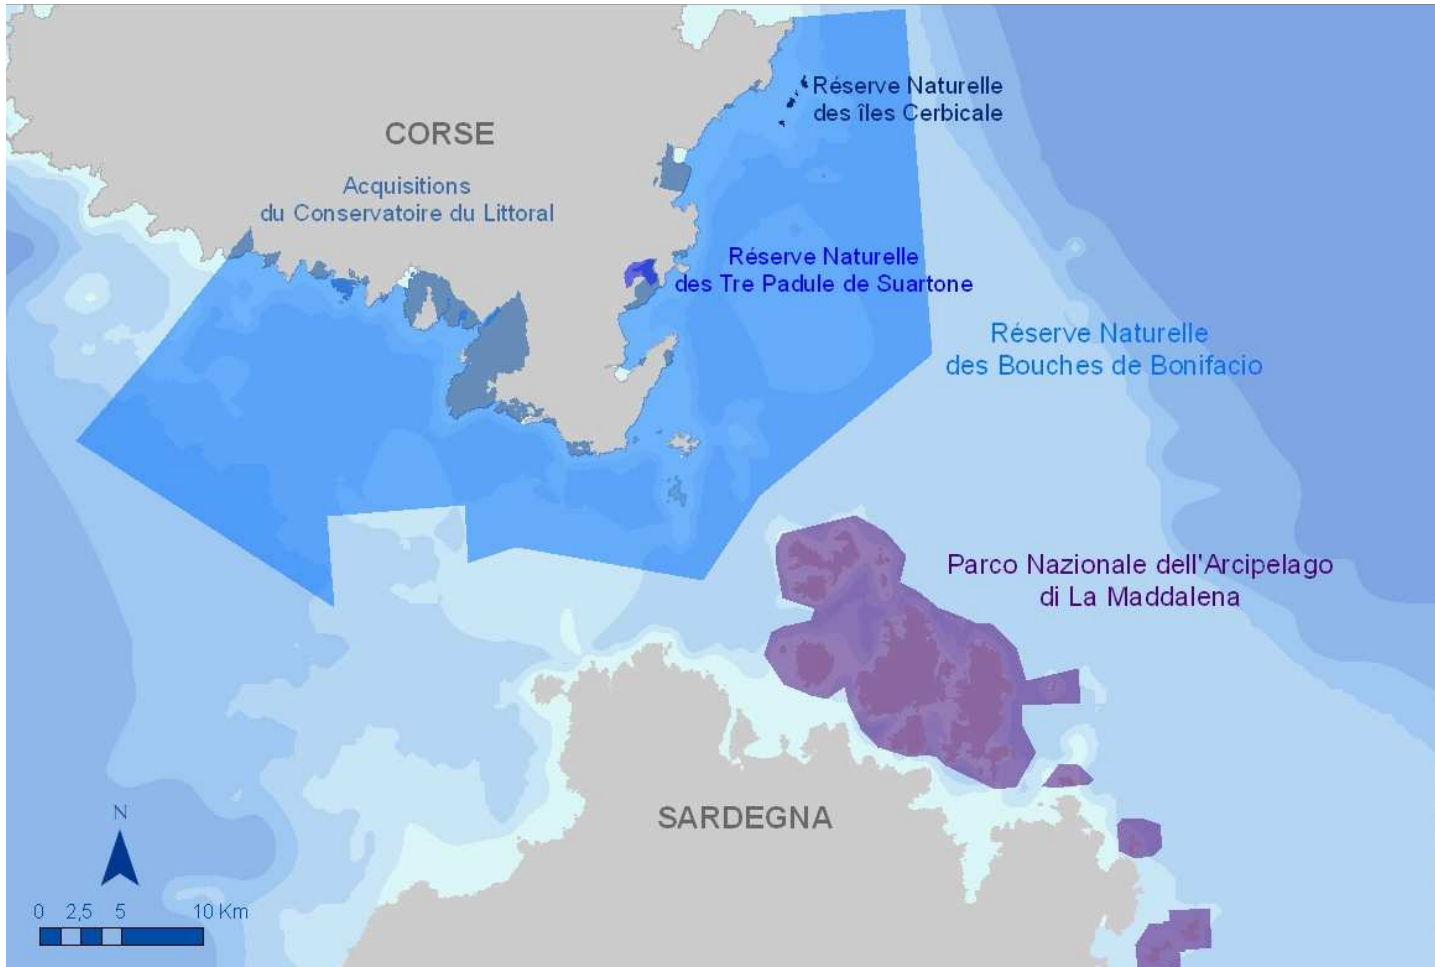 Réserve Naturelle
des îles Cerbicale
CORSE
Acquisitions
du Conservatoire du Littoral
Réserve Naturelle
des Tre Padule de Suartone
Réserve Naturelle
des Bouches de Bonifacio
Parco Nazionale dell'Arcipelago
di La Maddalena
SARDEGNA
N
0 2,5 5 10 Km